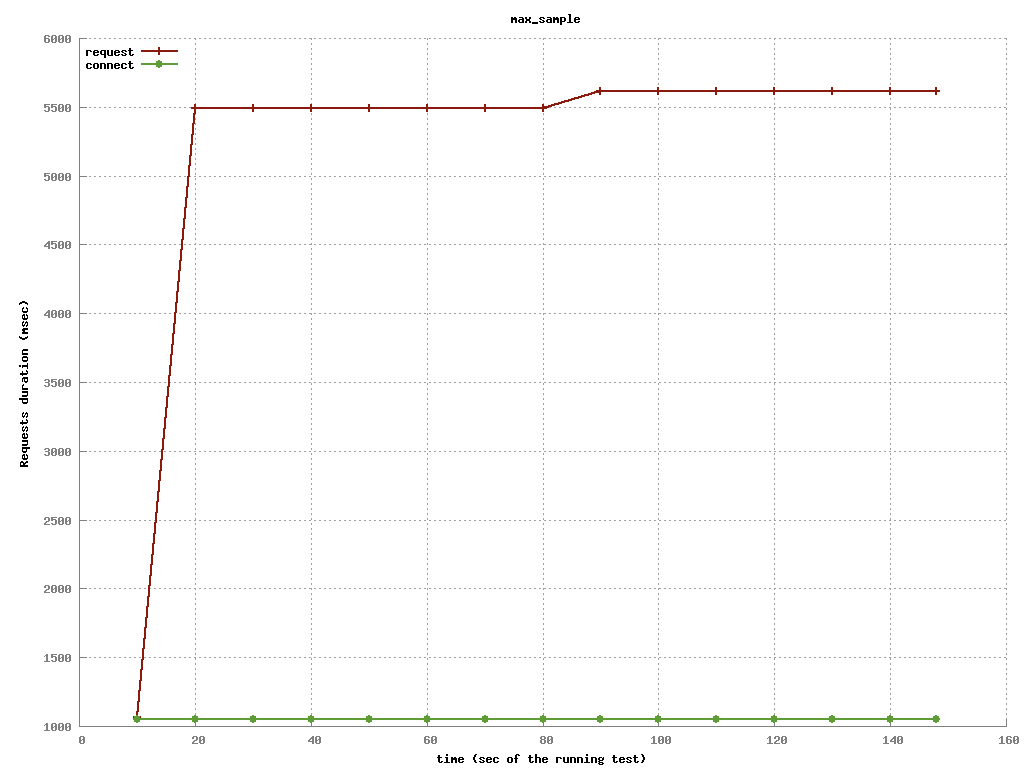 max_sample
request
connect
6000
5500
5000
4500
4000
3500
3000
2500
2000
1500
1000
Requests duration (msec)
0 20 40 60 80 100 120 140 160
time (sec of the running test)